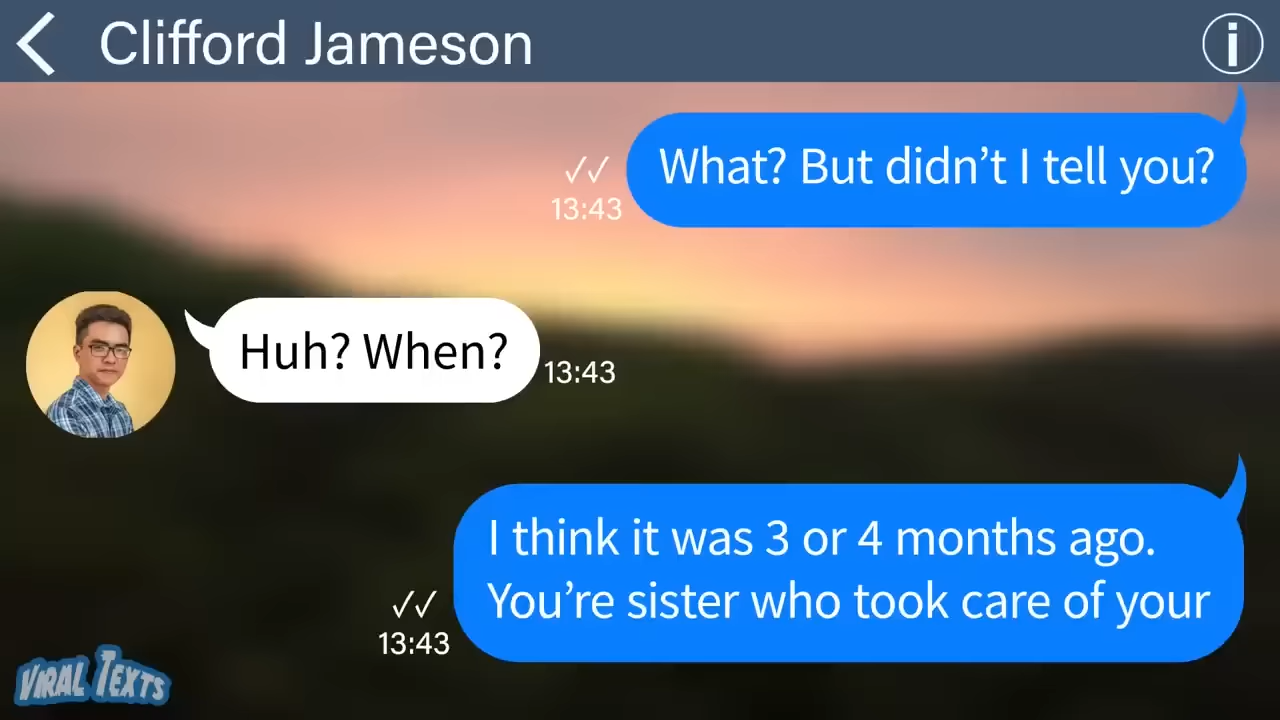 Clifford Jameson
What? But didn’t I tell you?
13:43
Huh? When?
13:43
I think it was 3 or 4 months ago.
You’re sister who took care of your
13:43
VIRAL TEXTS